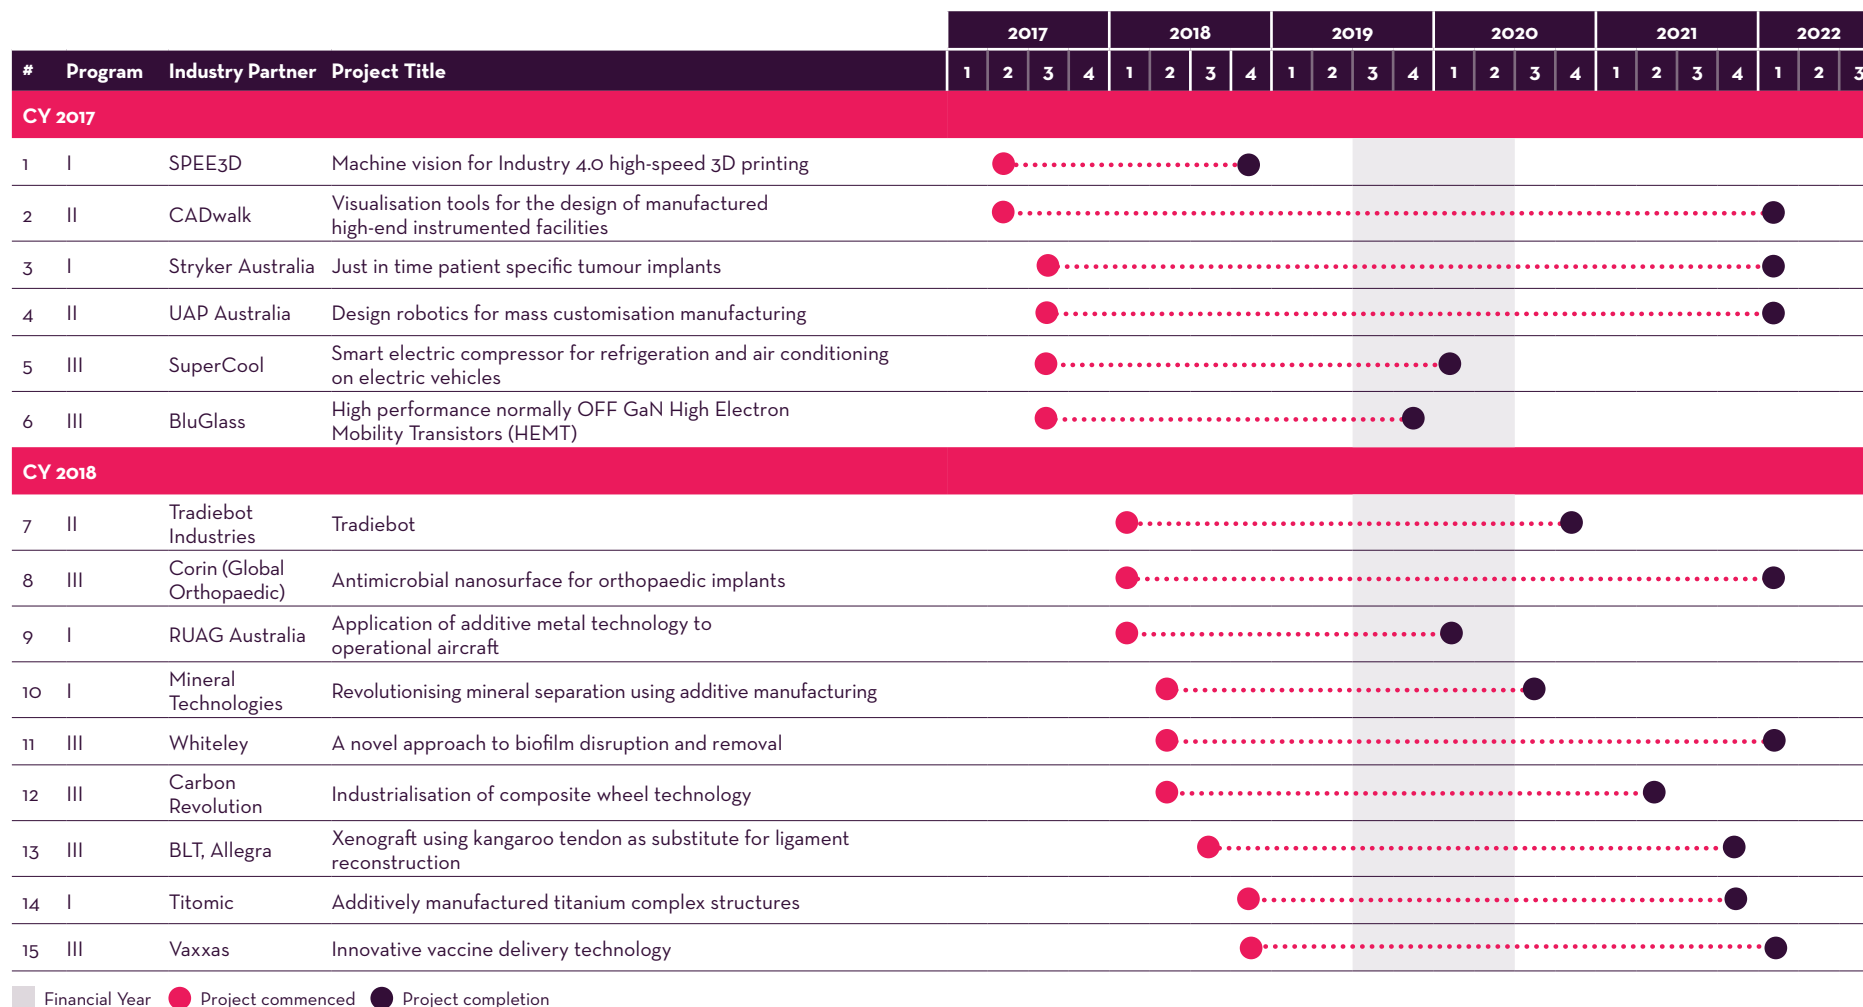 2017 2018 2019 2020 2021 2022
# Program Industry Partner Project Title 1 2 3 4 1 2 3 4 1 2 3 4 1 2 3 4 1 2 3 4 1 2 3
CY 2017
1 I SPEE3D Machine vision for Industry 4.0 high-speed 3D printing
2 II CADwalk Visualisation tools for the design of manufactured
high-end instrumented facilities
3 I Stryker Australia Just in time patient specific tumour implants
4 II UAP Australia Design robotics for mass customisation manufacturing
5 III SuperCool Smart electric compressor for refrigeration and air conditioning
on electric vehicles
6 III BluGlass High performance normally OFF GaN High Electron
Mobility Transistors (HEMT)
CY 2018
7 II Tradiebot
Industries Tradiebot
8 III Corin (Global
Orthopaedic) Antimicrobial nanosurface for orthopaedic implants
9 I RUAG Australia Application of additive metal technology to
operational aircraft
10 I Mineral
Technologies Revolutionising mineral separation using additive manufacturing
11 III Whiteley A novel approach to biofilm disruption and removal
12 III Carbon
Revolution Industrialisation of composite wheel technology
13 III BLT, Allegra Xenograft using kangaroo tendon as substitute for ligament
reconstruction
14 I Titomic Additively manufactured titanium complex structures
15 III Vaxxas Innovative vaccine delivery technology
Financial Year Project commenced Project completion